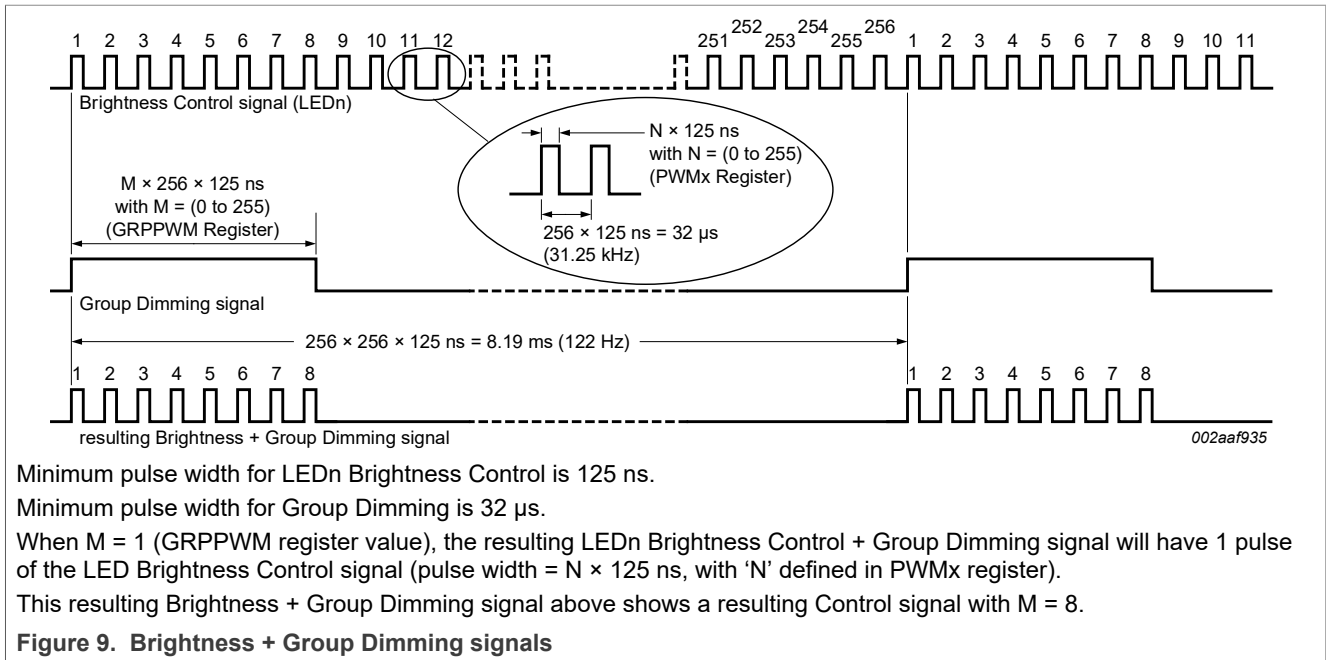 1 2 3 4 5 6 7 8 9 10 11 12 251 252 253 254 255 256 1 2 3 4 5 6 7 8 9 10 11
Brightness Control signal (LEDn)
N × 125 ns
with N = (0 to 255)
(PWMx Register)
256 × 125 ns = 32 µs
(31.25 kHz)
M × 256 × 125 ns
with M = (0 to 255)
(GRPPWM Register)
Group Dimming signal
256 × 256 × 125 ns = 8.19 ms (122 Hz)
1 2 3 4 5 6 7 8 1 2 3 4 5 6 7 8
resulting Brightness + Group Dimming signal
002aaf935
Minimum pulse width for LEDn Brightness Control is 125 ns.
Minimum pulse width for Group Dimming is 32 µs.
When M = 1 (GRPPWM register value), the resulting LEDn Brightness Control + Group Dimming signal will have 1 pulse
of the LED Brightness Control signal (pulse width = N × 125 ns, with ‘N’ defined in PWMx register).
This resulting Brightness + Group Dimming signal above shows a resulting Control signal with M = 8.
Figure 9. Brightness + Group Dimming signals